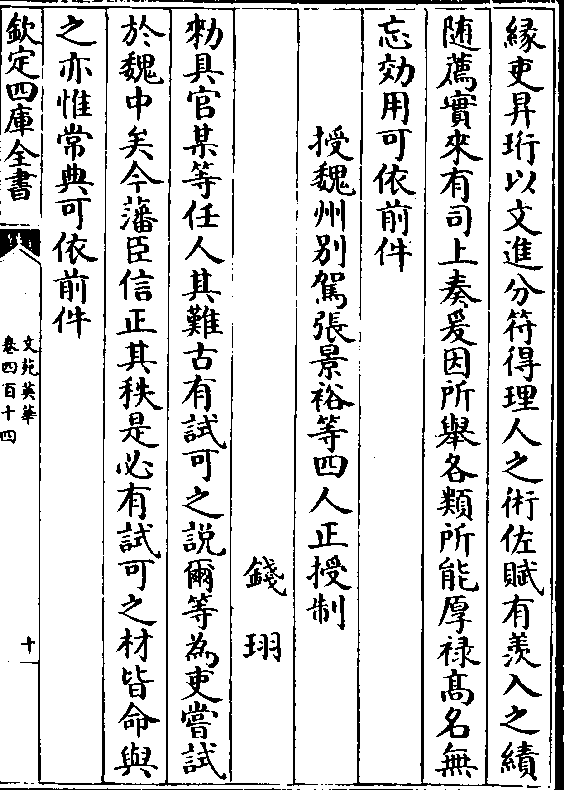 縁吏昇珩以文進分符得理人之術佐賦有羨入之績
随薦實來有司上奏爰因所舉各類所能厚禄髙名無
忘効用可依前件
授魏州别駕張景裕等四人正授制
錢珝
勑具官某等任人其難古有試可之説爾等為吏嘗試
於魏中矣今藩臣信正其秩是必有試可之材皆命與
之亦惟常典可依前件
欽定四庫全書
文苑英華
卷四百十四
十一